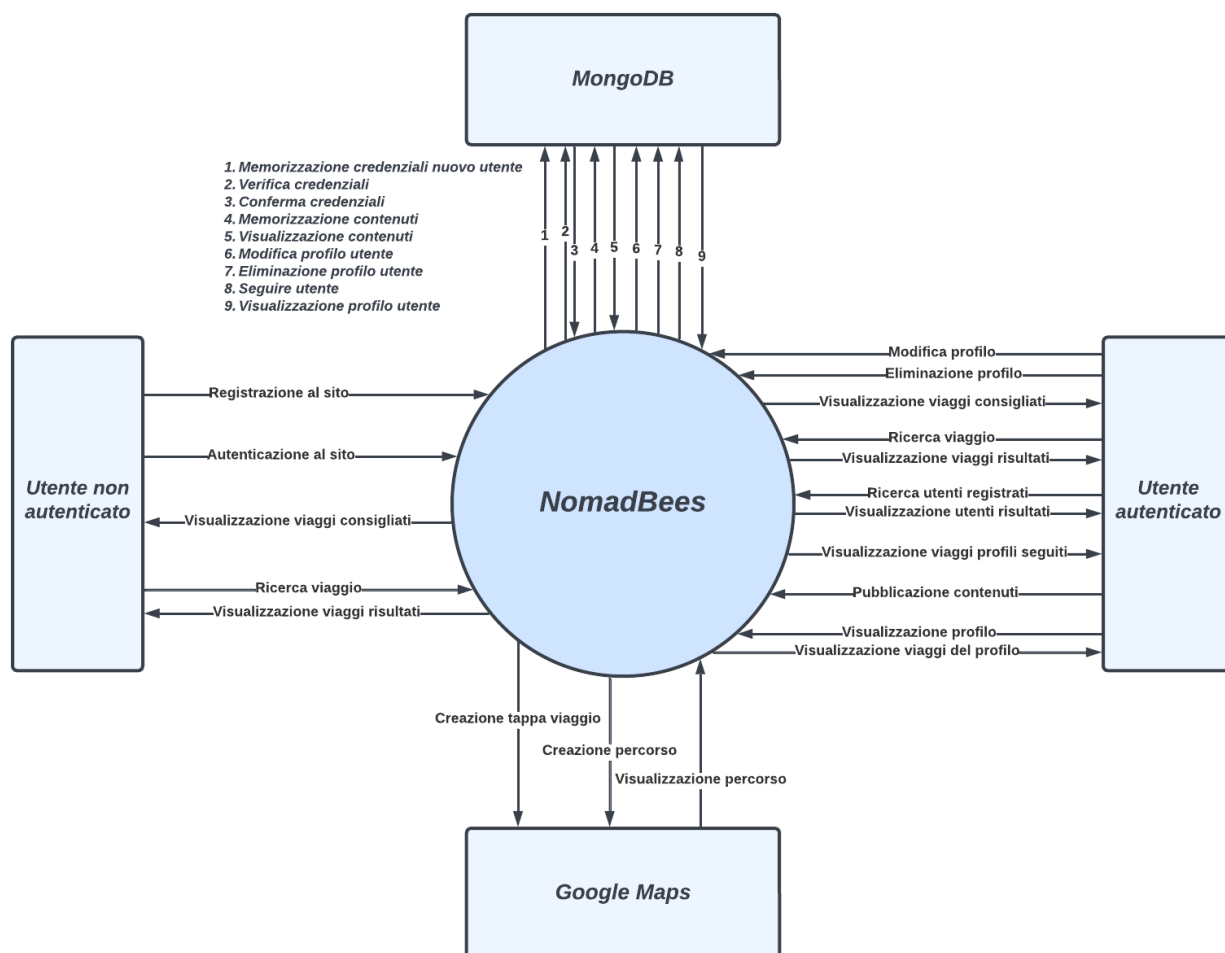 MongoDB
1. Memorizzazione credenziali nuovo utente
2. Verifica credenziali
3. Conferma credenziali
4. Memorizzazione contenuti
5. Visualizzazione contenuti
6. Modifica profilo utente
7. Eliminazione profilo utente
8. Seguire utente
9. Visualizzazione profilo utente
1
2
3
4
5
6
7
8
9
Utente non
autenticato
Registrazione al sito
Autenticazione al sito
Visualizzazione viaggi consigliati
Ricerca viaggio
Visualizzazione viaggi risultati
NomadBees
Modifica profilo
Eliminazione profilo
Visualizzazione viaggi consigliati
Ricerca viaggio
Visualizzazione viaggi risultati
Ricerca utenti registrati
Visualizzazione utenti risultati
Visualizzazione viaggi profili seguiti
Pubblicazione contenuti
Visualizzazione profilo
Visualizzazione viaggi del profilo
Utente
autenticato
Creazione tappa viaggio
Creazione percorso
Visualizzazione percorso
Google Maps